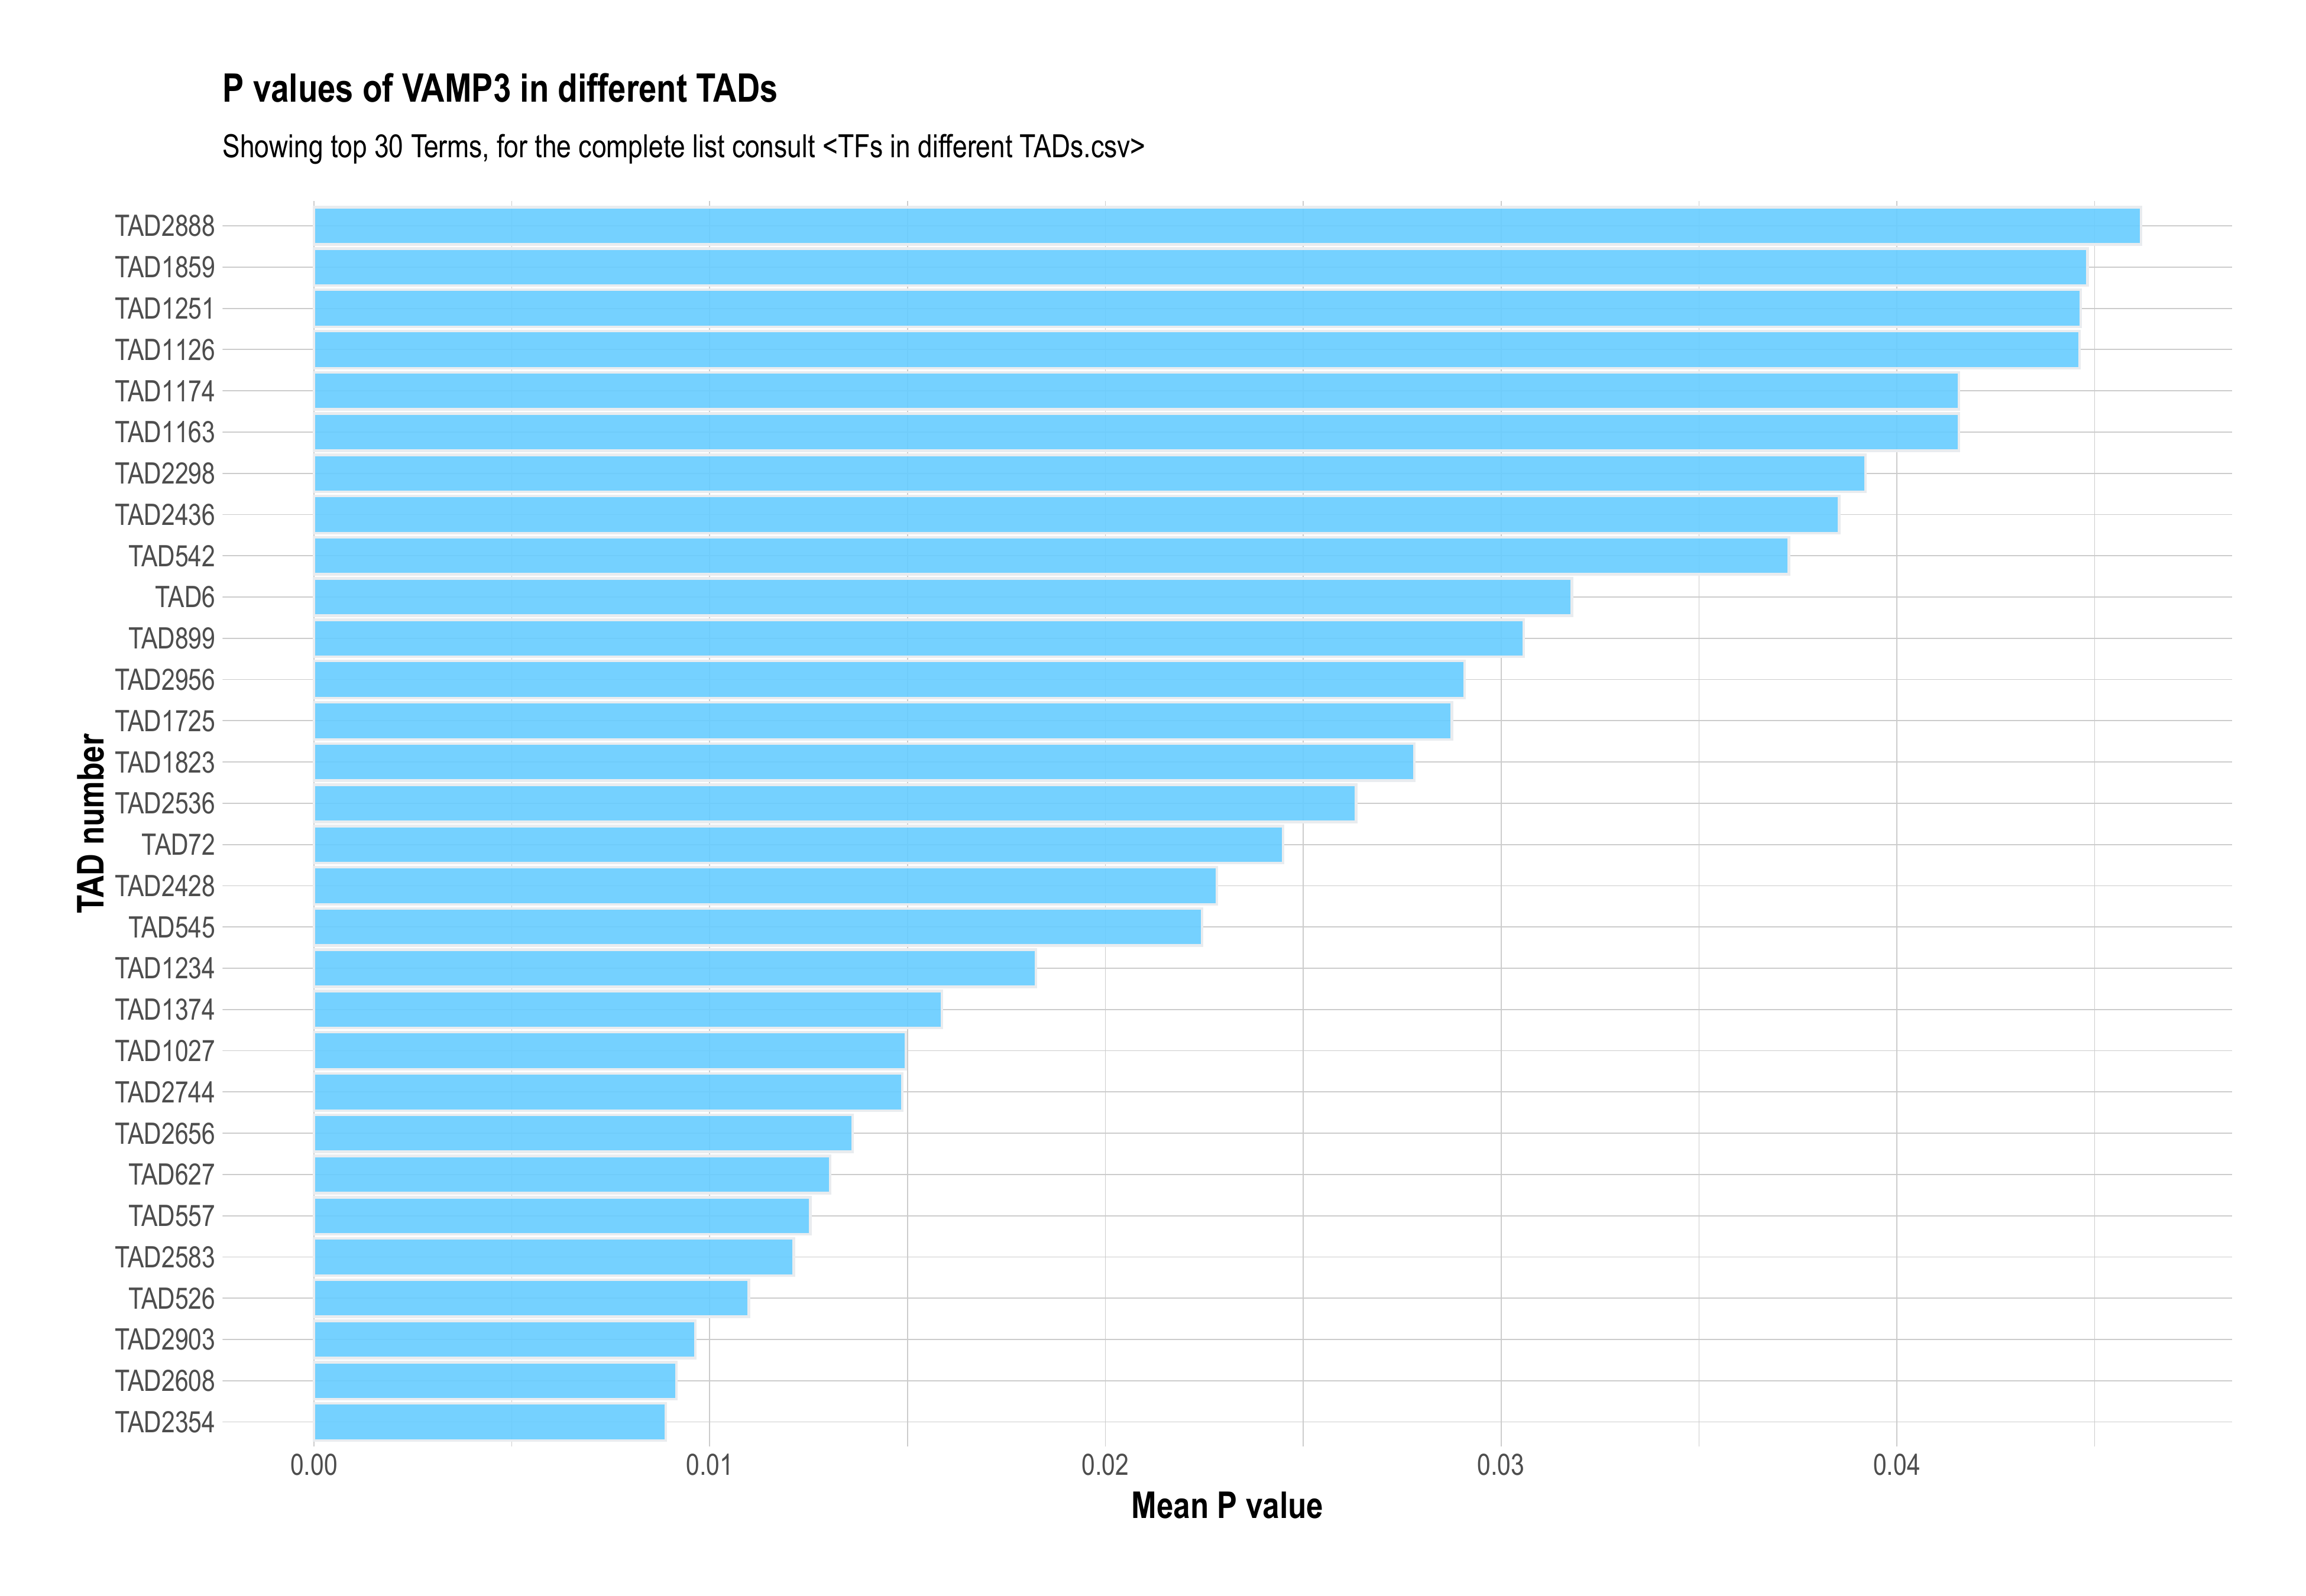 P values of VAMP3 in different TADs
Showing top 30 Terms, for the complete list consult <TFs in different TADs.csv>
TAD2888
TAD1859
TAD1251
TAD1126
TAD1174
TAD1163
TAD2298
TAD2436
TAD542
TAD6
TAD899
TAD2956
TAD1725
TAD1823
TAD2536
TAD72
TAD2428
TAD545
TAD1234
TAD1374
TAD1027
TAD2744
TAD2656
TAD627
TAD557
TAD2583
TAD526
TAD2903
TAD2608
TAD2354
TAD number
0.00 0.01 0.02 0.03 0.04
Mean P value